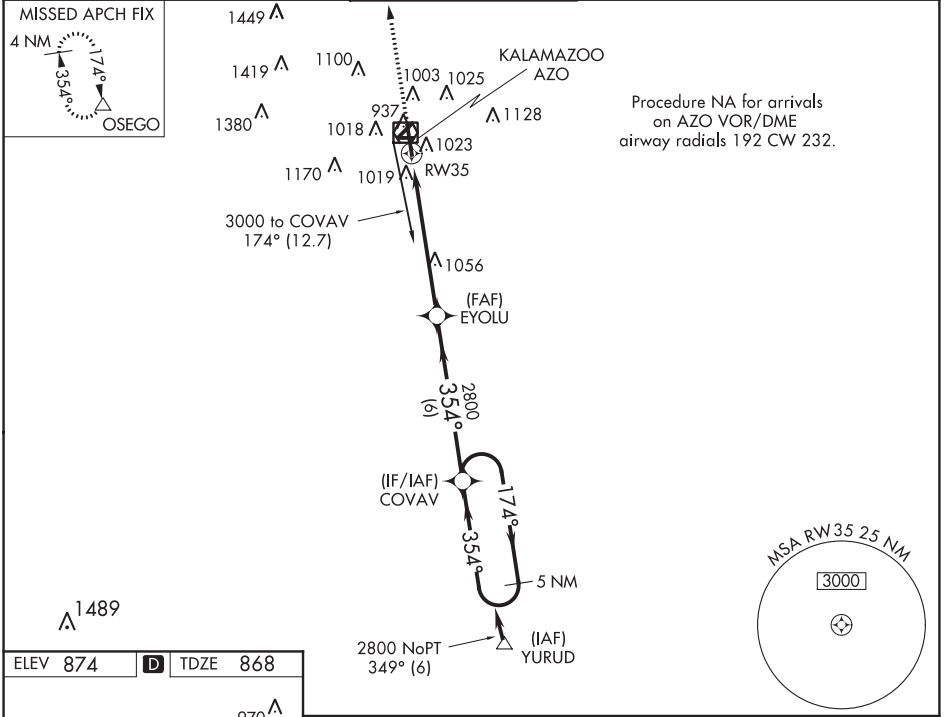 MISSED APCH FIX
4 NM
174°
354°
OSEGO
1449
1419
1100
1380
1003
1025
KALAMAZOO
AZO
937
1018
1128
1023
RW35
1170
1019
Procedure NA for arrivals
on AZO VOR/DME
airway radials 192 CW 232.
3000 to COVAV
174° (12.7)
1056
(FAF)
EYOLU
2800
354°
(6)
(IF/IAF)
COVAV
174°
354°
5 NM
2800 NoPT
349° (6)
(IAF)
YURUD
MSA RW35 25 NM
3000
1489
ELEV 874 D TDZE 868